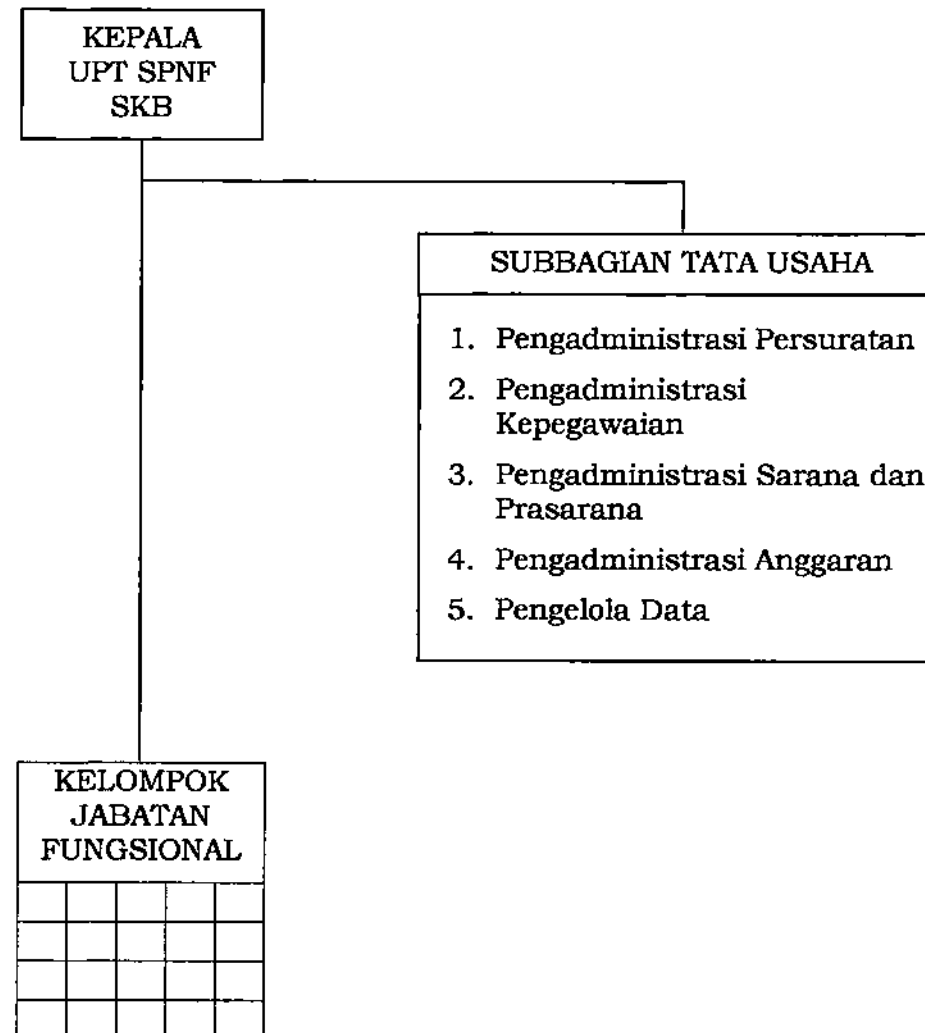 KEPALA
UPT SPNF
SKB
SUBBAGIAN TATA USAHA
1. Pengadministrasi Persuratan
2. Pengadministrasi
Kepegawaian
3. Pengadministrasi Sarana dan
Prasarana
4. Pengadministrasi Anggaran
5. Pengelola Data
KELOMPOK
JABATAN
FUNGSIONAL